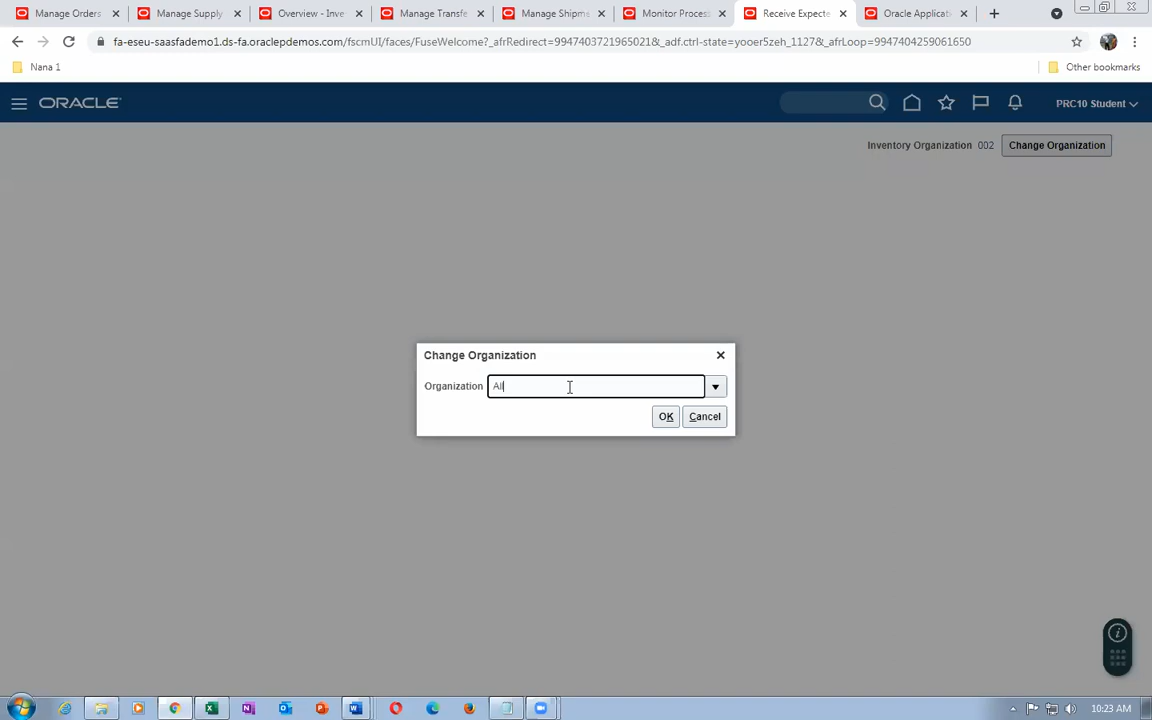 Manage Orders
Manage Supply
Overview - Inve
Manage Transfe
Manage Shipme
Monitor Process
Receive Expecte
Oracle Applicati
fa-eseu-saasfademo1.ds-fa.oraclepdemos.com/fscmUI/faces/FuseWelcome?_afrRedirect=9947403721965021&_adf.ctrl-state=yooer5zeh_1127&_afrLoop=9947404259061650
Nana 1
Other bookmarks
ORACLE
PRC10 Student
Inventory Organization 002 Change Organization
Change Organization
Organization All
OK Cancel
10:23 AM